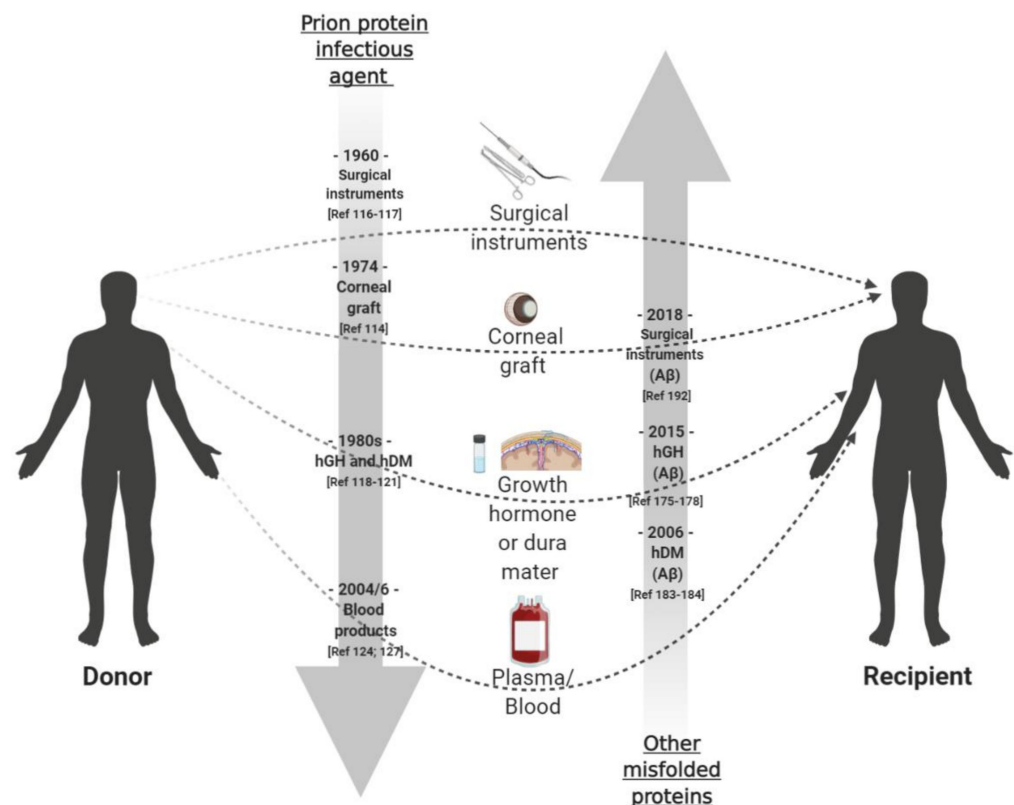 Prion protein
infectious
agent
- 1960 -
Surgical
instruments
[Ref 116-117]
- 1974 -
Corneal
graft
[Ref 114]
- 1980s -
hGH and hDM
[Ref 118-121]
- 2004/6 -
Blood
products
[Ref 124; 127]
Surgical
instruments
Corneal
graft
Growth
hormone
or dura
mater
Plasma/
Blood
- 2018 -
Surgical
instruments
(Aβ)
[Ref 192]
- 2015 -
hGH
(Aβ)
[Ref 175-178]
- 2006 -
hDM
(Aβ)
[Ref 183-184]
Other
misfolded
proteins
Donor
Recipient